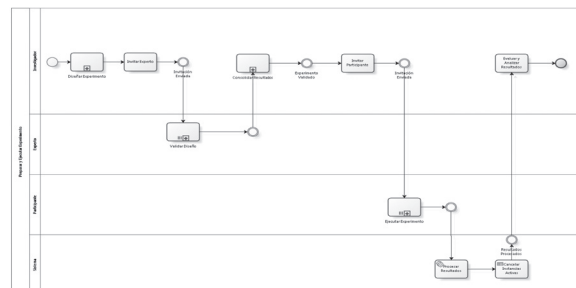 Preparar y Ejecutar Experimento
Investigador
Experto
Participante
Sistema
Diseñar Experimento
Invitar Experto
Invitación
Enviada
Validar Diseño
Consolidar Resultados
Experimento
Validado
Invitar
Participante
Invitación
Enviada
Ejecutar Experimento
Procesar
Resultados
Cancelar
Instancias
Activas
Resultados
Procesados
Evaluar y
Analizar
Resultados